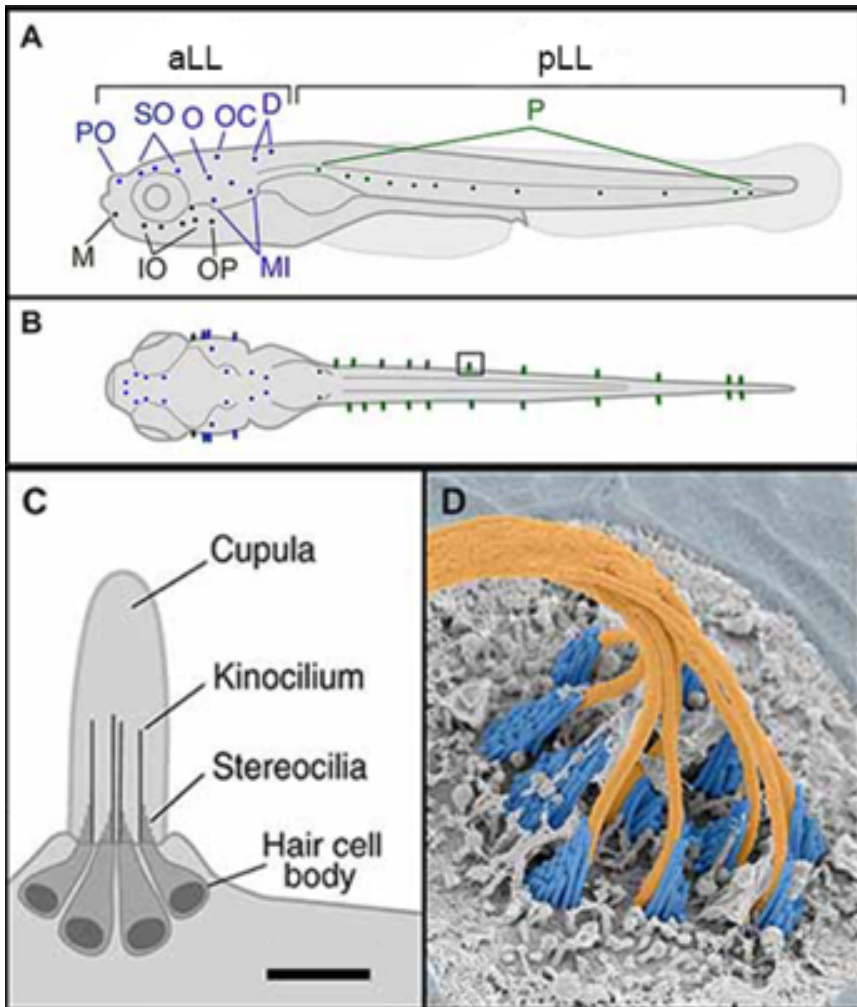 A
aLL
pLL
PO
SO
O
OC
D
P
M
IO
OP
MI
B
C
Cupula
Kinocilium
Stereocilia
Hair cell
body
D